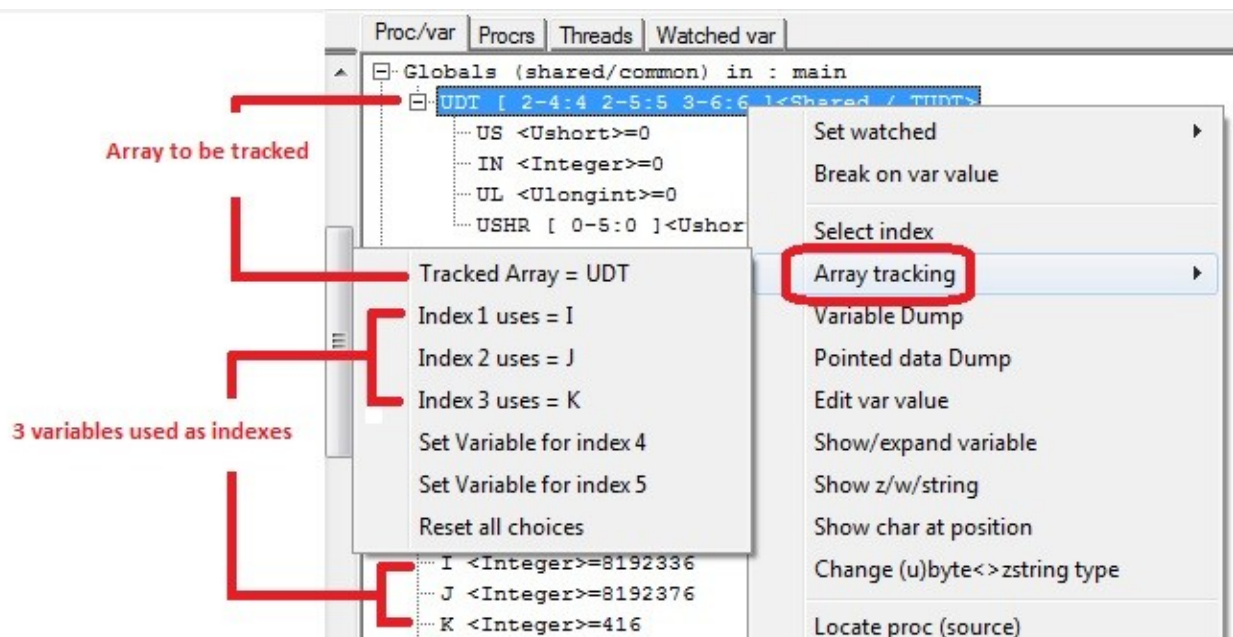 Proc/var Procrs Threads Watched var
Globals (shared/common) in : main
UDT [ 2-4:4 2-5:5 3-6:6 ]<Shared / TUDT>
US <Ushort>=0
IN <Integer>=0
UL <Ulongint>=0
USHR [ 0-5:0 ]<Ushor
Array to be tracked
Set watched
Break on var value
Select index
Array tracking
Variable Dump
Pointed data Dump
Edit var value
Show/expand variable
Show z/w/string
Show char at position
Change (u)byte<>zstring type
Locate proc (source)
Tracked Array = UDT
Index 1 uses = I
Index 2 uses = J
Index 3 uses = K
Set Variable for index 4
Set Variable for index 5
Reset all choices
3 variables used as indexes
I <Integer>=8192336
J <Integer>=8192376
K <Integer>=416